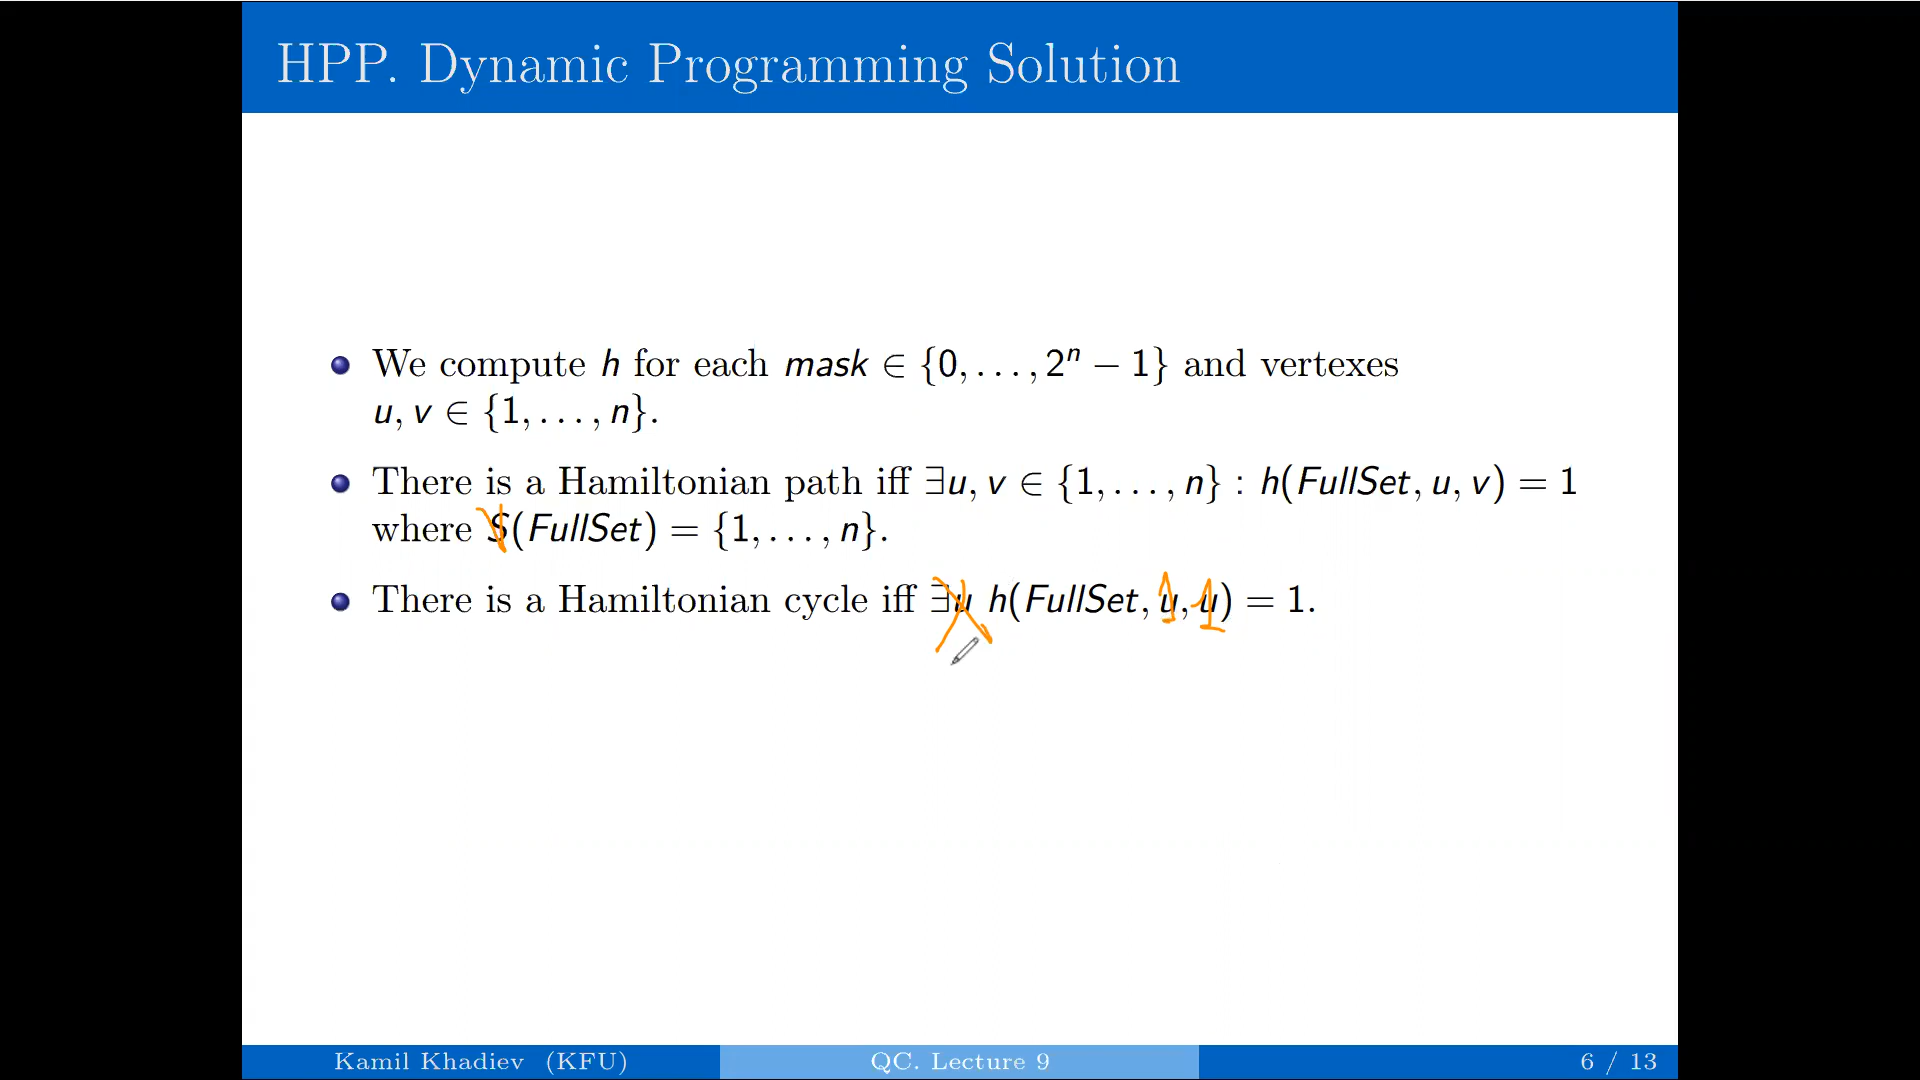 HPP. Dynamic Programming Solution
We compute h for each mask ∈ {0, . . . , 2ⁿ − 1} and vertexes
u, v ∈ {1, . . . , n}.
There is a Hamiltonian path iff ∃u, v ∈ {1, . . . , n} : h(FullSet, u, v) = 1
where S(FullSet) = {1, . . . , n}.
There is a Hamiltonian cycle iff ∃u h(FullSet, u, u) = 1.
1 1
Kamil Khadiev (KFU) QC. Lecture 9 6 / 13